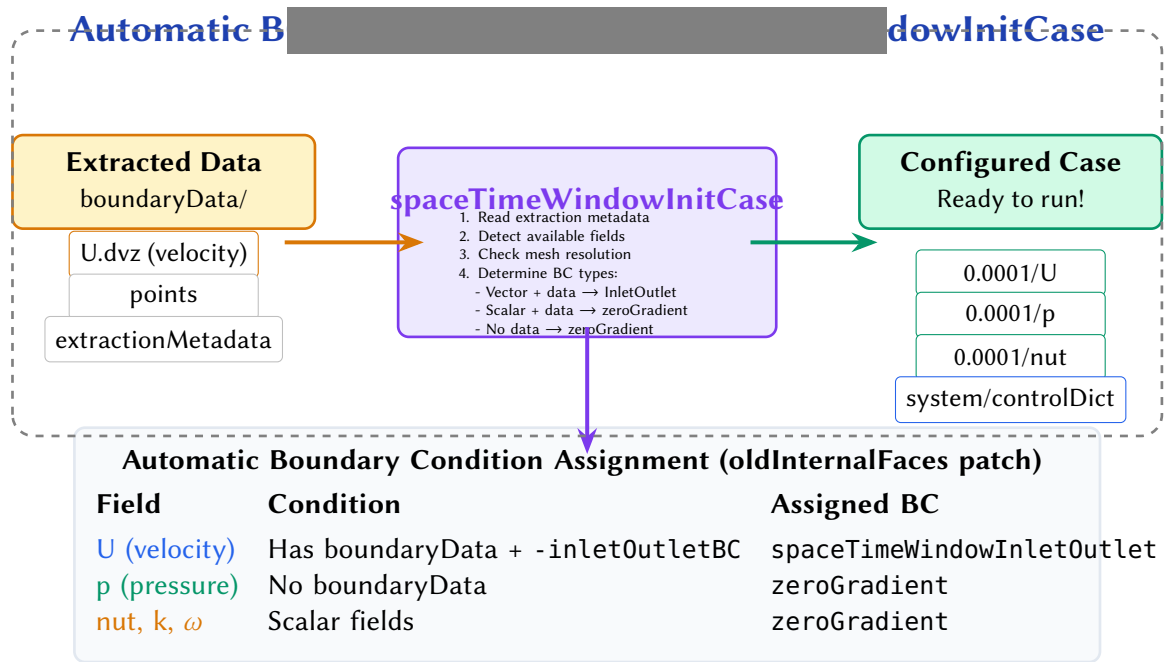 Automatic B dowInitCase
Extracted Data
boundaryData/
U.dvz (velocity)
points
extractionMetadata
spaceTimeWindowInitCase
1. Read extraction metadata
2. Detect available fields
3. Check mesh resolution
4. Determine BC types:
- Vector + data → InletOutlet
- Scalar + data → zeroGradient
- No data → zeroGradient
Configured Case
Ready to run!
0.0001/U
0.0001/p
0.0001/nut
system/controlDict
Automatic Boundary Condition Assignment (oldInternalFaces patch)
Field Condition Assigned BC
U (velocity) Has boundaryData + -inletOutletBC spaceTimeWindowInletOutlet
p (pressure) No boundaryData zeroGradient
nut, k, ω Scalar fields zeroGradient